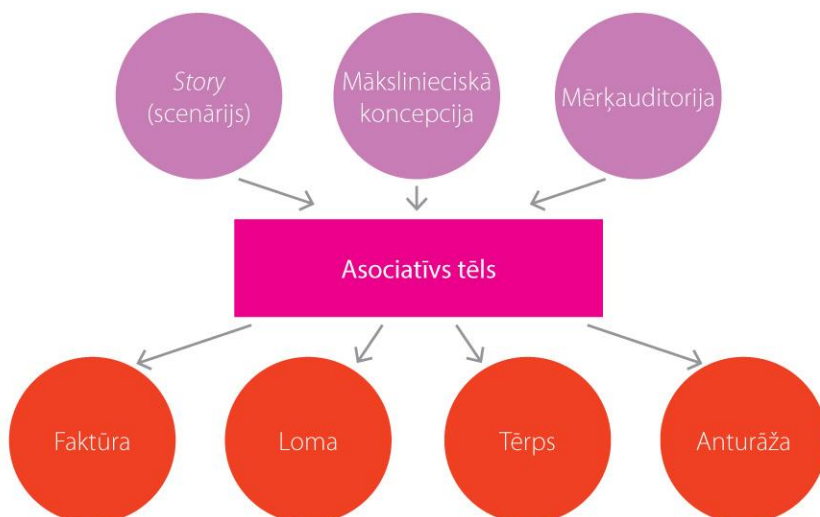 Story
(scenārijs)
Mākslinieciskā
koncepcija
Mērķauditorija
Asociatīvs tēls
Faktūra
Loma
Tērps
Anturāža